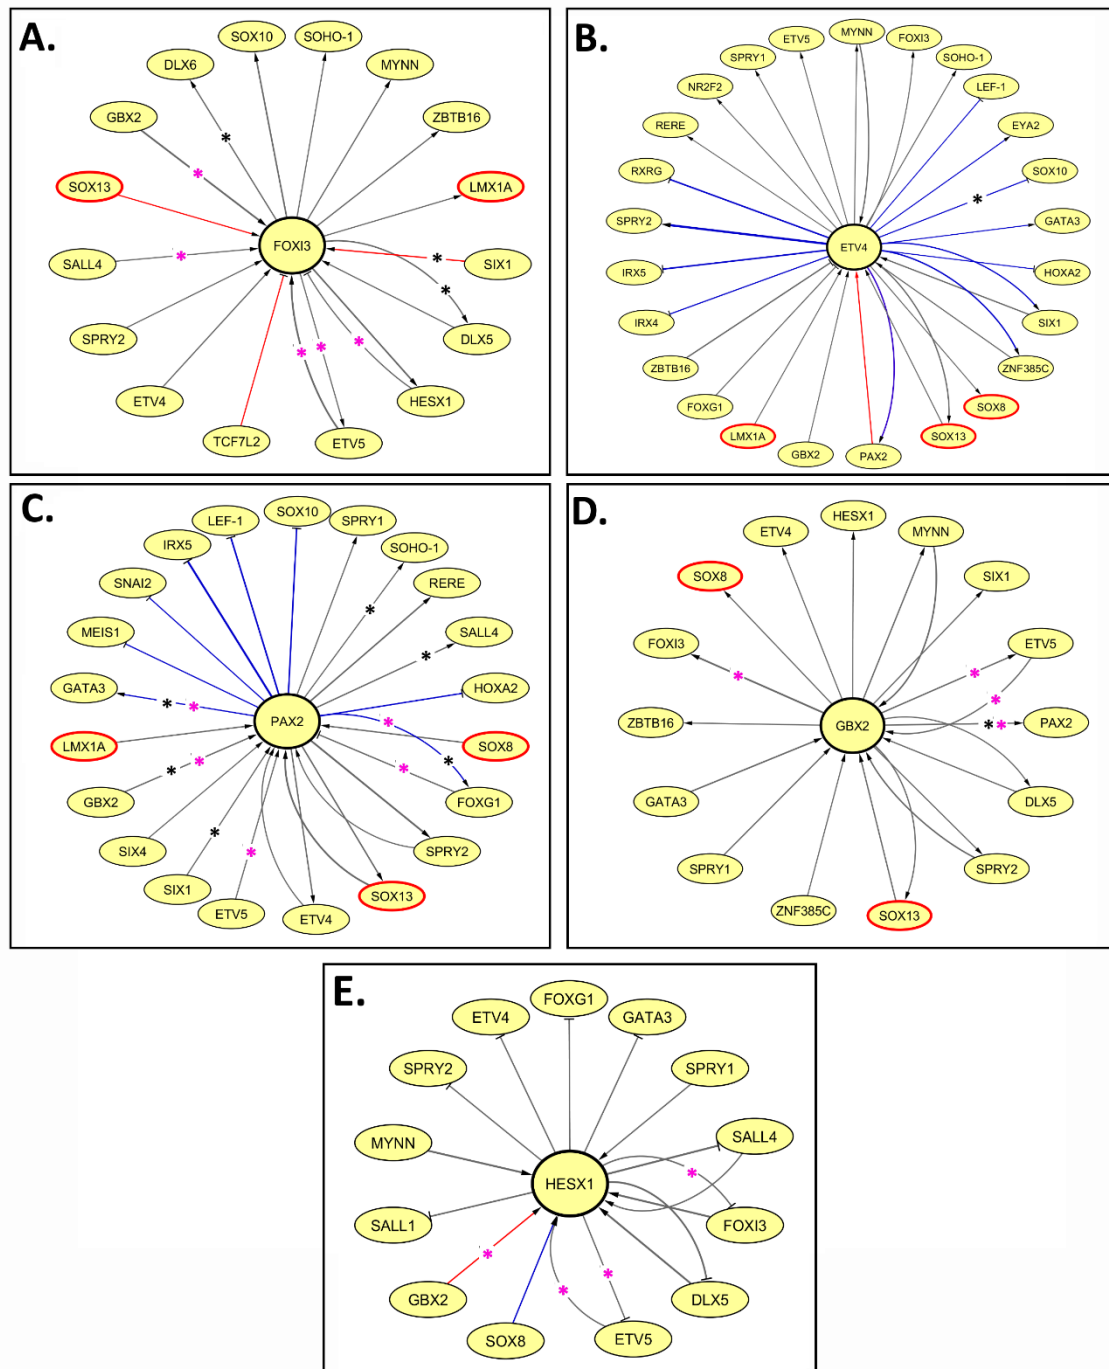 A.
SOX10
SOHO-1
DLX6
MYNN
GBX2
*
ZBTB16
*
SOX13
LMX1A
FOXI3
SALL4
*
*
SIX1
*
SPRY2
DLX5
*
*
*
ETV4
HESX1
TCF7L2
ETV5
B.
ETV5
MYNN
FOXI3
SPRY1
SOHO-1
NR2F2
LEF-1
RERE
EYA2
RXRG
SOX10
*
SPRY2
GATA3
ETV4
IRX5
HOXA2
IRX4
SIX1
ZBTB16
ZNF385C
FOXG1
SOX8
LMX1A
SOX13
GBX2
PAX2
C.
LEF-1
SOX10
SPRY1
IRX5
SOHO-1
SNAI2
RERE
*
MEIS1
SALL4
*
GATA3
* *
HOXA2
PAX2
*
LMX1A
SOX8
*
GBX2
* *
*
FOXG1
SIX4
*
SPRY2
SIX1
*
SOX13
ETV5
ETV4
D.
HESX1
ETV4
MYNN
SOX8
SIX1
FOXI3
*
*
ETV5
*
ZBTB16
GBX2
* *
PAX2
GATA3
DLX5
SPRY1
SPRY2
ZNF385C
SOX13
E.
FOXG1
ETV4
GATA3
SPRY2
SPRY1
MYNN
SALL4
*
HESX1
SALL1
FOXI3
*
*
GBX2
*
DLX5
SOX8
ETV5